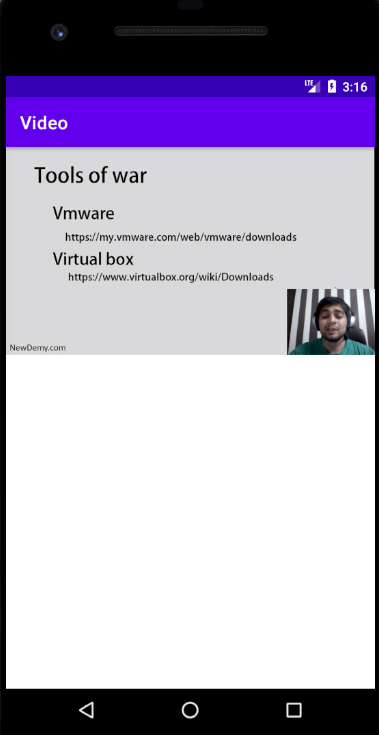 LTE 3:16
Video
Tools of war
Vmware
https://my.vmware.com/web/vmware/downloads
Virtual box
https://www.virtualbox.org/wiki/Downloads
NewDemy.com